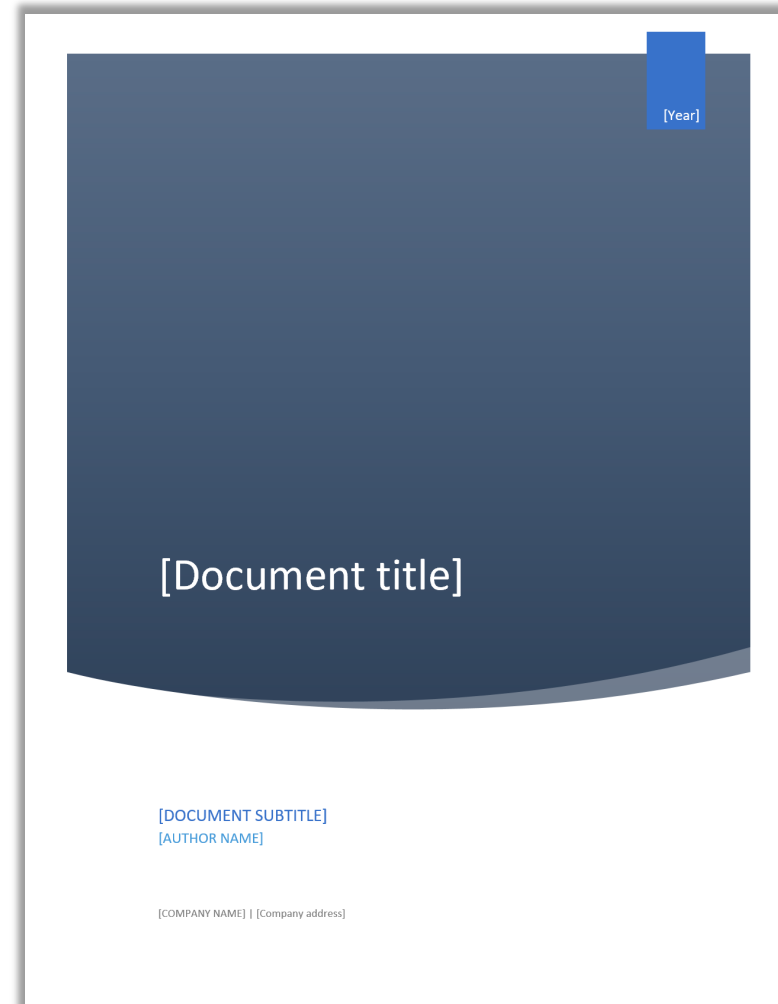 [Year]
[Document title]
[DOCUMENT SUBTITLE]
[AUTHOR NAME]
[COMPANY NAME] | [Company address]